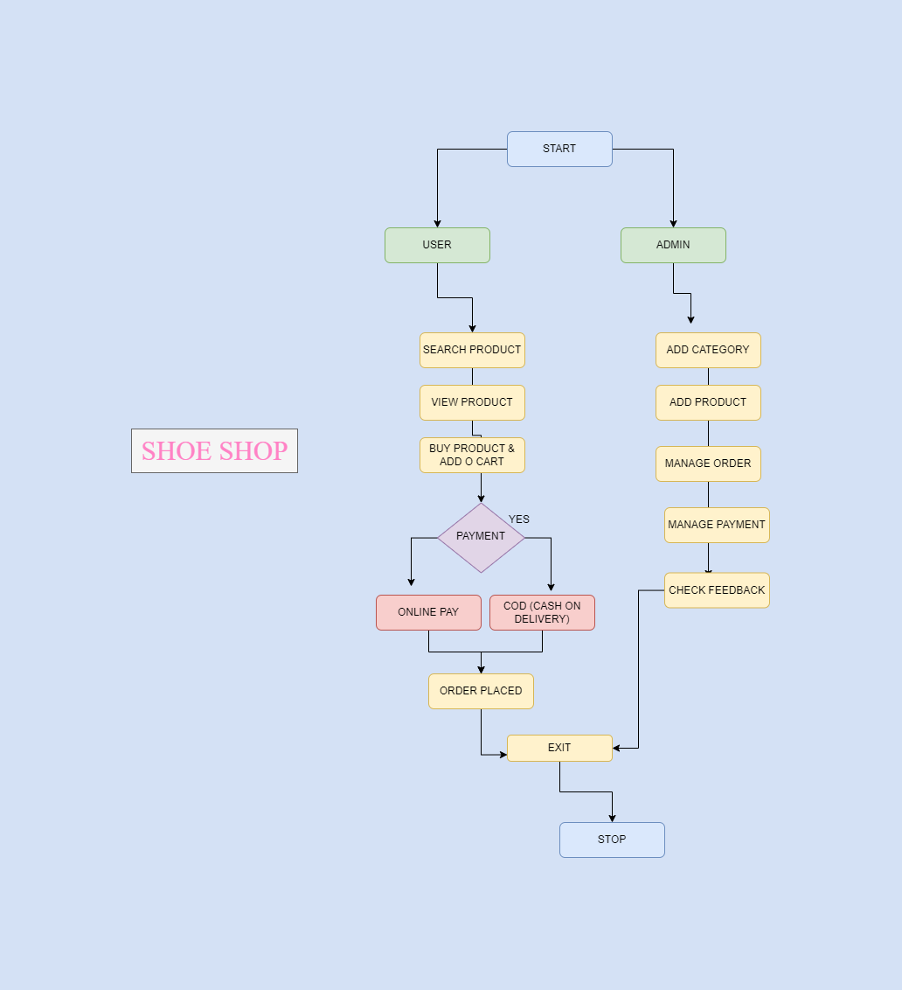 START
USER
ADMIN
SEARCH PRODUCT
ADD CATEGORY
VIEW PRODUCT
ADD PRODUCT
SHOE SHOP
BUY PRODUCT &
ADD O CART
MANAGE ORDER
YES
PAYMENT
MANAGE PAYMENT
CHECK FEEDBACK
ONLINE PAY
COD (CASH ON
DELIVERY)
ORDER PLACED
EXIT
STOP